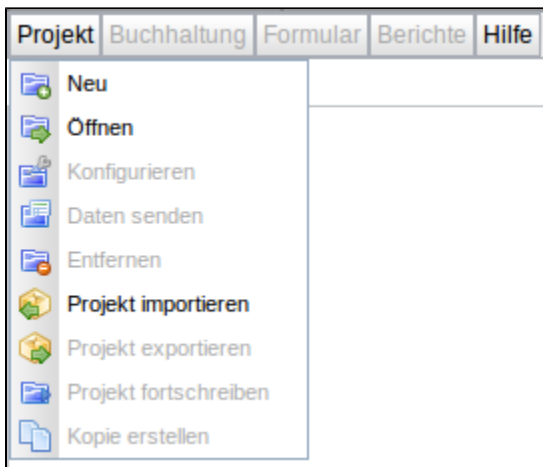 Projekt Buchhaltung Formular Berichte Hilfe
Neu
Öffnen
Konfigurieren
Daten senden
Entfernen
Projekt importieren
Projekt exportieren
Projekt fortschreiben
Kopie erstellen